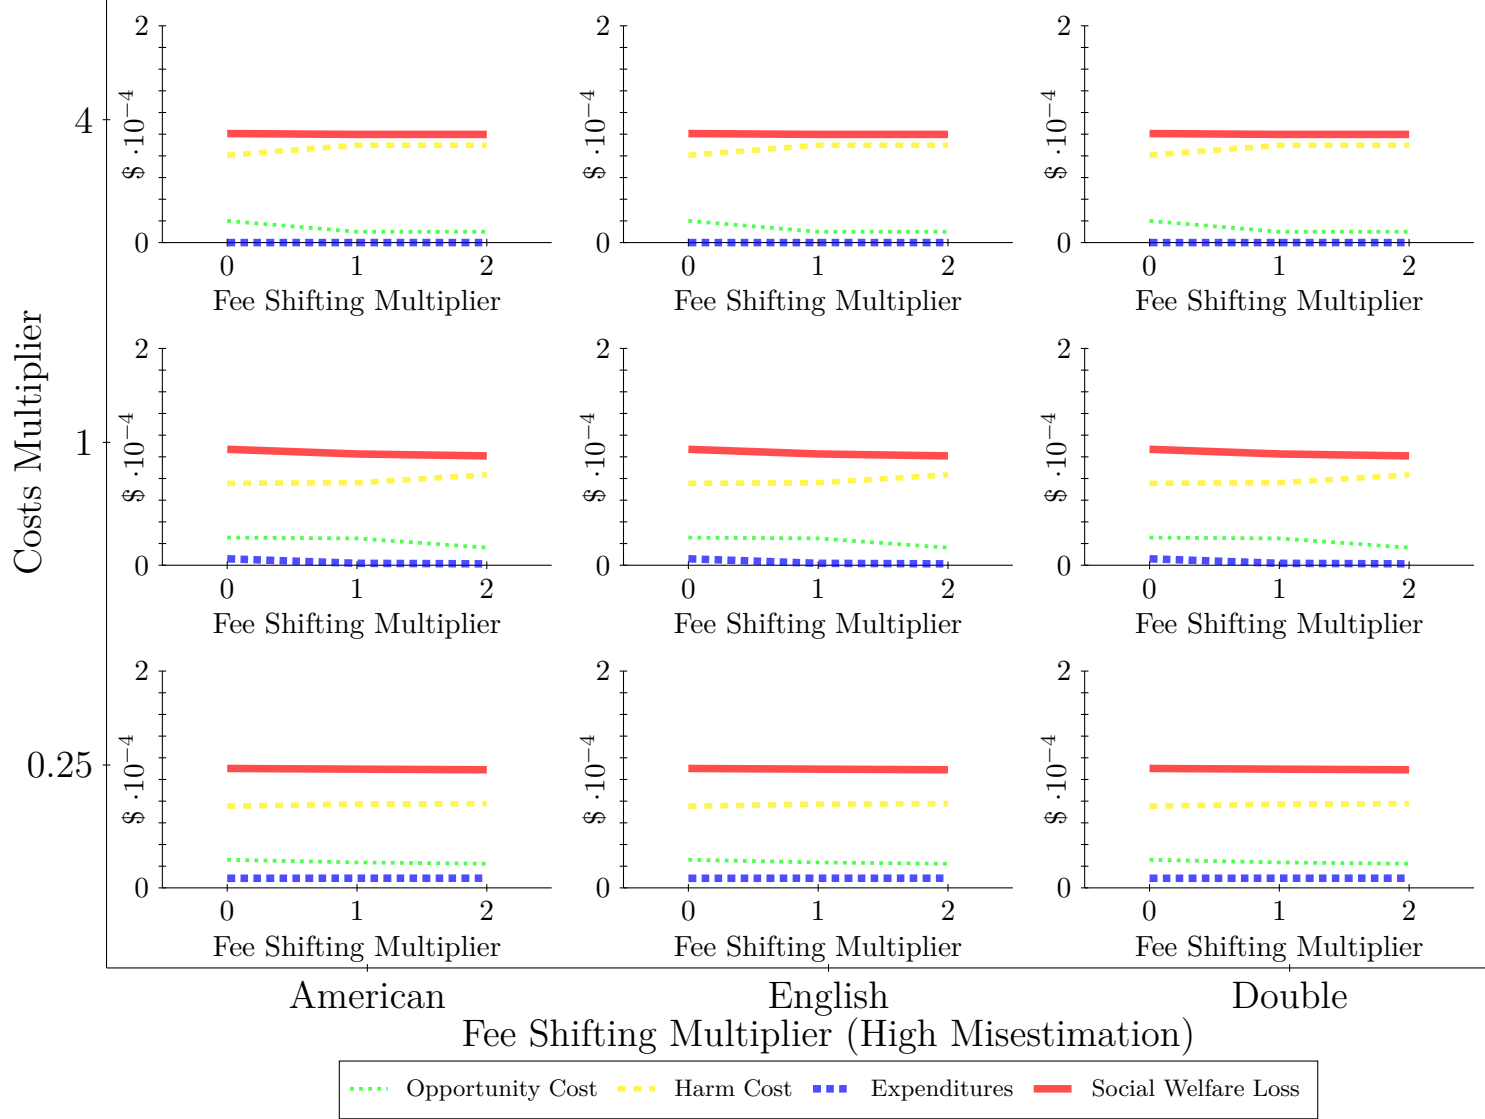 Costs Multiplier
4
2
$ ·10−4
0
0 1 2
Fee Shifting Multiplier
2
$ ·10−4
0
0 1 2
Fee Shifting Multiplier
2
$ ·10−4
0
0 1 2
Fee Shifting Multiplier
1
2
$ ·10−4
0
0 1 2
Fee Shifting Multiplier
2
$ ·10−4
0
0 1 2
Fee Shifting Multiplier
2
$ ·10−4
0
0 1 2
Fee Shifting Multiplier
0.25
2
$ ·10−4
0
0 1 2
Fee Shifting Multiplier
2
$ ·10−4
0
0 1 2
Fee Shifting Multiplier
2
$ ·10−4
0
0 1 2
Fee Shifting Multiplier
American English Double
Fee Shifting Multiplier (High Misestimation)
Opportunity Cost Harm Cost Expenditures Social Welfare Loss